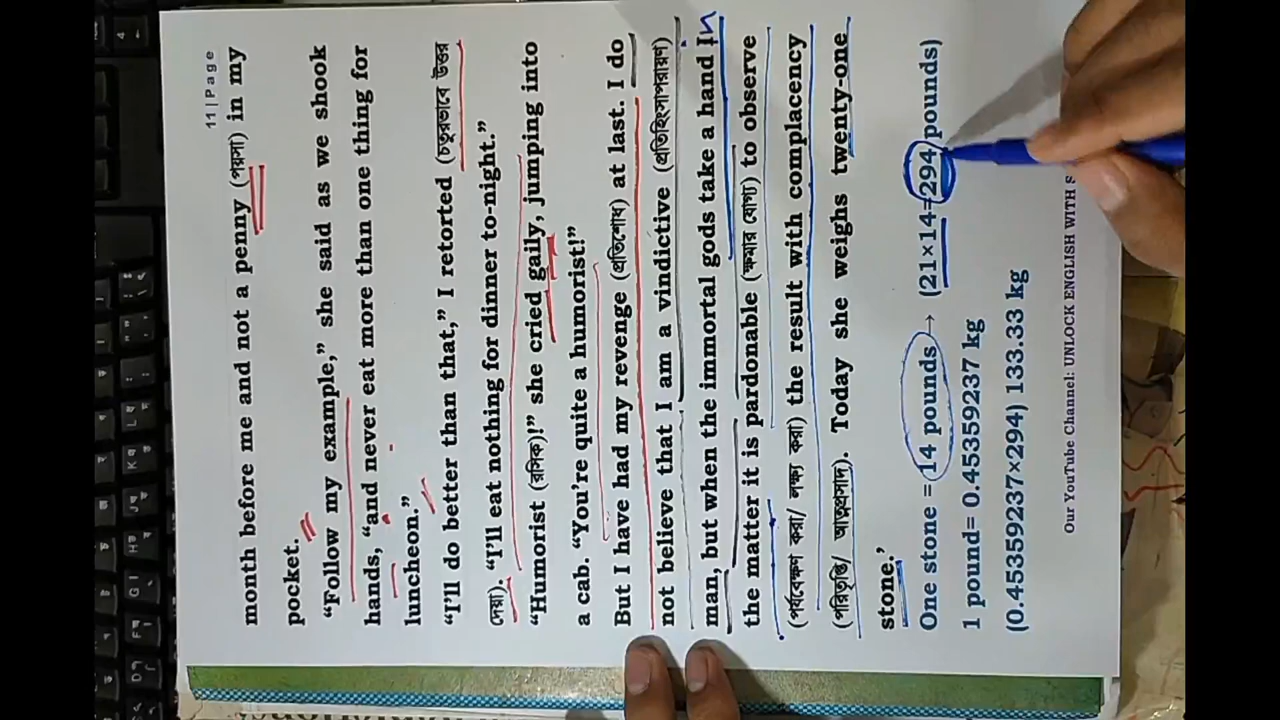 11 | Page
month before me and not a penny (পয়সা) in my
pocket.
“Follow my example,” she said as we shook
hands, “and never eat more than one thing for
luncheon.”
“I’ll do better than that,” I retorted (চতুরভাবে উত্তর
দেয়া). “I’ll eat nothing for dinner to-night.”
“Humorist (রসিক)!” she cried gaily, jumping into
a cab. “You’re quite a humorist!”
But I have had my revenge (প্রতিশোধ) at last. I do
not believe that I am a vindictive (প্রতিহিংসাপরায়ণ)
man, but when the immortal gods take a hand In
the matter it is pardonable (ক্ষমার যোগ্য) to observe
(পর্যবেক্ষণ করা/ লক্ষ্য করা) the result with complacency
(পরিতৃপ্তি/ আত্মপ্রসাদ). Today she weighs twenty-one
stone.’
One stone = 14 pounds → (21×14=294 pounds)
1 pound= 0.45359237 kg
(0.45359237×294) 133.33 kg
Our YouTube Channel: UNLOCK ENGLISH WITH S